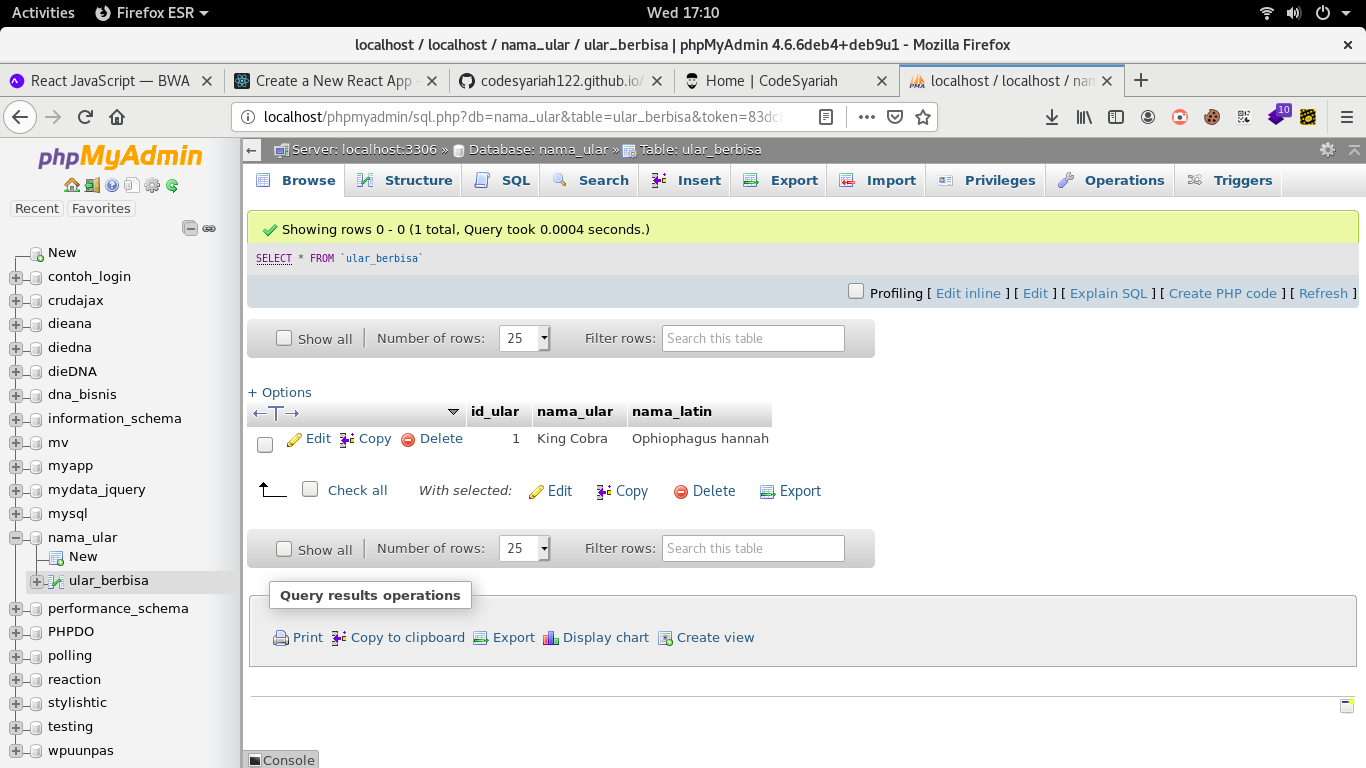 Activities Firefox ESR Wed 17:10
localhost / localhost / nama_ular / ular_berbisa | phpMyAdmin 4.6.6deb4+deb9u1 - Mozilla Firefox
React JavaScript — BWA Create a New React App - codesyariah122.github.io/ Home | CodeSyariah localhost / localhost / nam
localhost/phpmyadmin/sql.php?db=nama_ular&table=ular_berbisa&token=83dc 10
phpMyAdmin
Recent Favorites
New
contoh_login
crudajax
dieana
diedna
dieDNA
dna_bisnis
information_schema
mv
myapp
mydata_jquery
mysql
nama_ular
New
ular_berbisa
performance_schema
PHPDO
polling
reaction
stylishtic
testing
wpuunpas
Server: localhost:3306 » Database: nama_ular » Table: ular_berbisa
Browse Structure SQL Search Insert Export Import Privileges Operations Triggers
Showing rows 0 - 0 (1 total, Query took 0.0004 seconds.)
SELECT * FROM `ular_berbisa`
Profiling [ Edit inline ] [ Edit ] [ Explain SQL ] [ Create PHP code ] [ Refresh ]
Show all Number of rows: 25 Filter rows: Search this table
+ Options
id_ular nama_ular nama_latin
Edit Copy Delete 1 King Cobra Ophiophagus hannah
Check all With selected: Edit Copy Delete Export
Show all Number of rows: 25 Filter rows: Search this table
Query results operations
Print Copy to clipboard Export Display chart Create view
Console